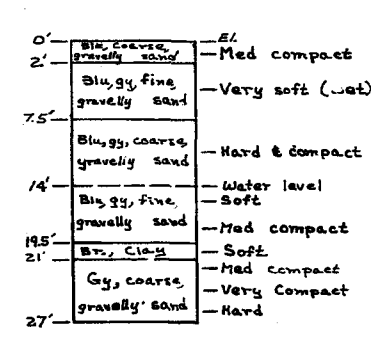 0'
El.
Blu, coarse,
gravelly sand
Med compact
2'
Blu, gy, fine,
gravelly sand
Very soft (wet)
7.5'
Blu, gy, coarse,
gravelly sand
Hard & compact
14'
Water level
Soft
Blu, gy, fine,
gravelly sand
Med compact
19.5'
Br., Clay
Soft
21'
Med compact
Gy, coarse,
gravelly sand
Very Compact
Hard
27'